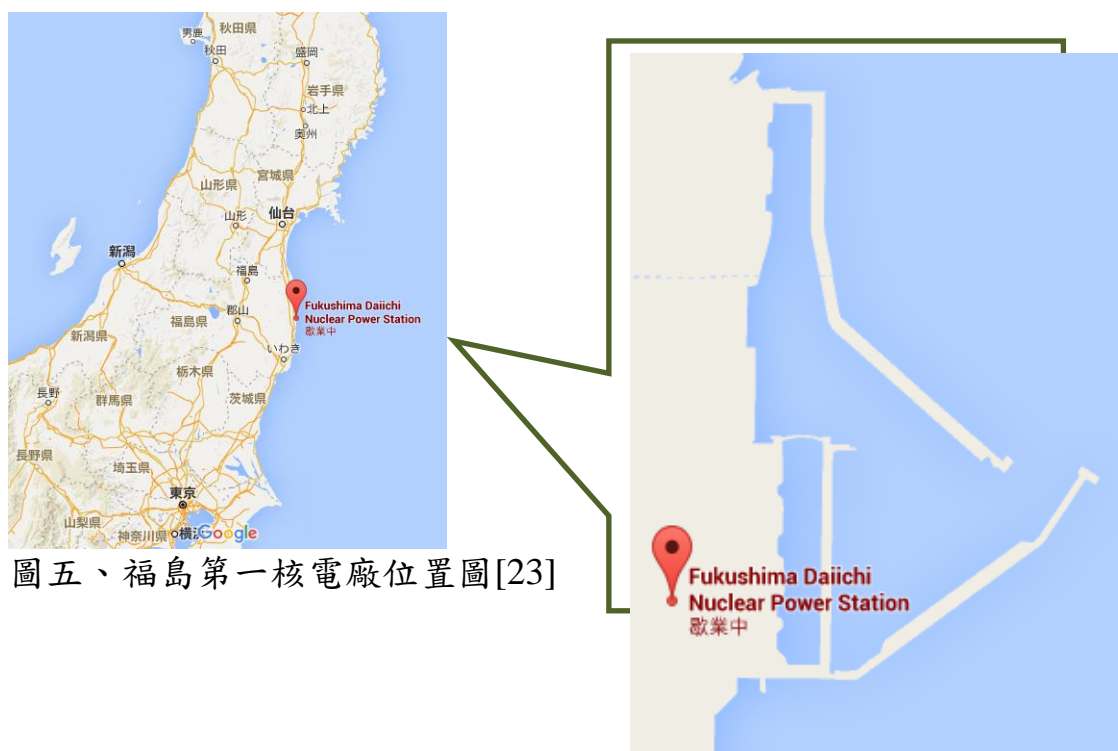 秋田県
男鹿
秋田
盛岡
岩手県
北上
奥州
宮城県
山形県
山形
仙台
新潟
福島
Fukushima Daiichi
Nuclear Power Station
歇業中
郡山
福島県
新潟県
いわき
栃木県
長野
群馬県
茨城県
長野県
埼玉県
東京
山梨県
神奈川県
横浜
Google
圖五、福島第一核電廠位置圖[23]
Fukushima Daiichi
Nuclear Power Station
歇業中